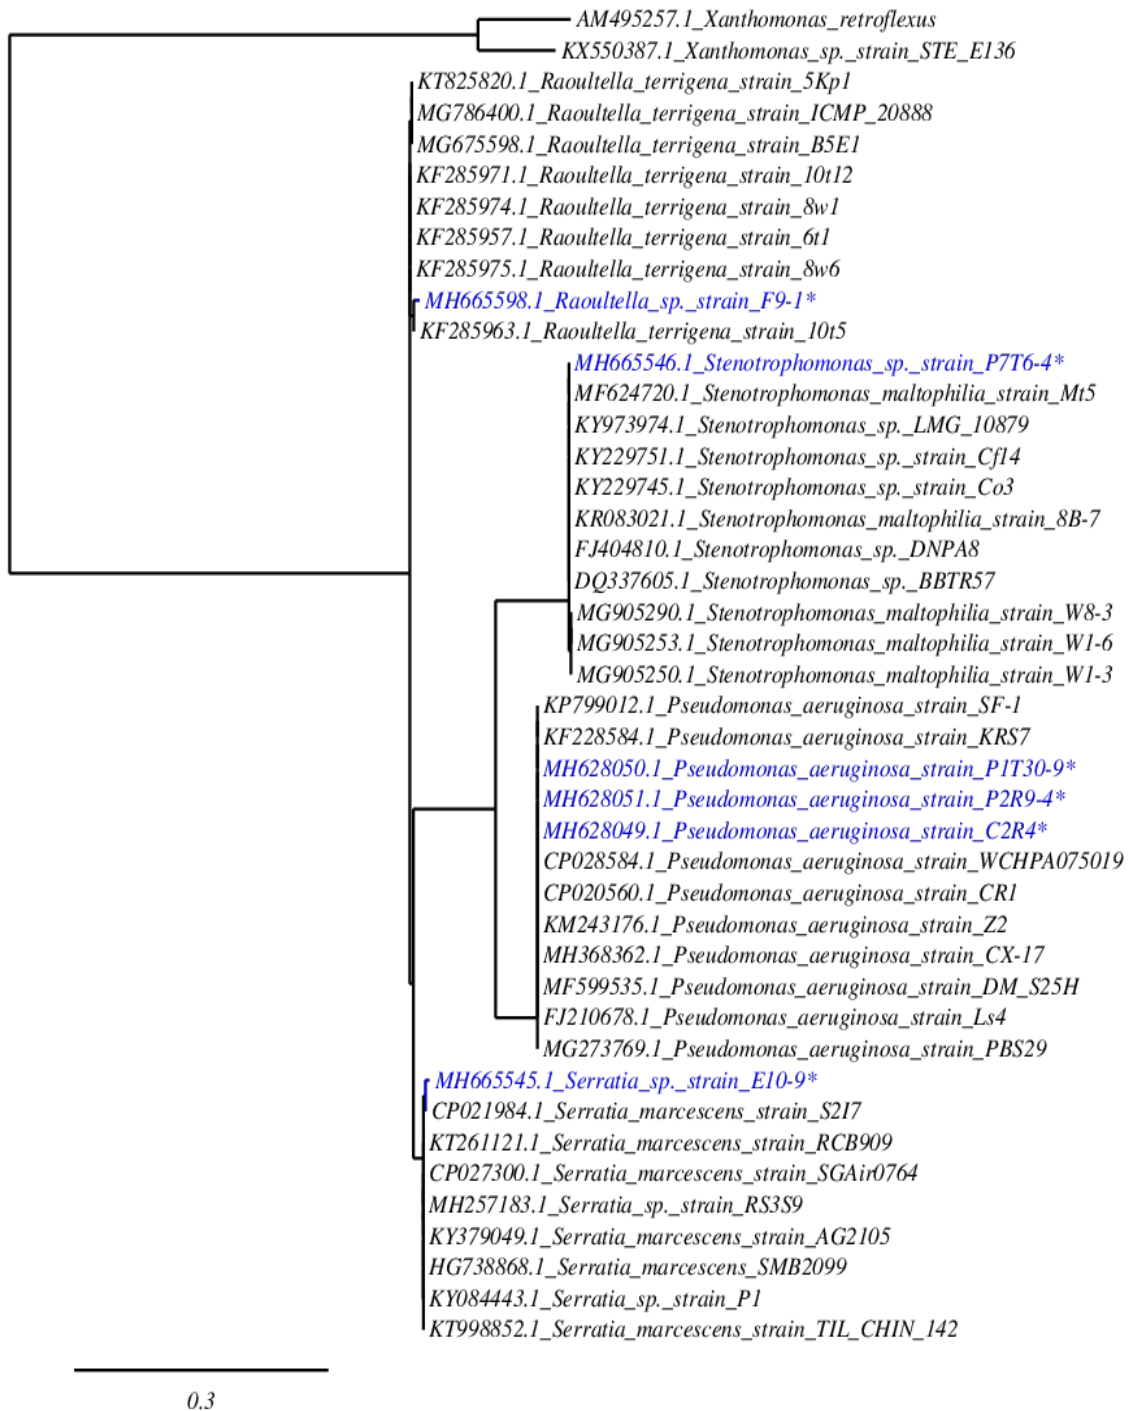 AM495257.1_Xanthomonas_retroflexus
KX550387.1_Xanthomonas_sp._strain_STE_E136
KT825820.1_Raoultella_terrigena_strain_5Kp1
MG786400.1_Raoultella_terrigena_strain_ICMP_20888
MG675598.1_Raoultella_terrigena_strain_B5E1
KF285971.1_Raoultella_terrigena_strain_10t12
KF285974.1_Raoultella_terrigena_strain_8w1
KF285957.1_Raoultella_terrigena_strain_6t1
KF285975.1_Raoultella_terrigena_strain_8w6
MH665598.1_Raoultella_sp._strain_F9-1*
KF285963.1_Raoultella_terrigena_strain_10t5
MH665546.1_Stenotrophomonas_sp._strain_P7T6-4*
MF624720.1_Stenotrophomonas_maltophilia_strain_Mt5
KY973974.1_Stenotrophomonas_sp._LMG_10879
KY229751.1_Stenotrophomonas_sp._strain_Cf14
KY229745.1_Stenotrophomonas_sp._strain_Co3
KR083021.1_Stenotrophomonas_maltophilia_strain_8B-7
FJ404810.1_Stenotrophomonas_sp._DNPA8
DQ337605.1_Stenotrophomonas_sp._BBTR57
MG905290.1_Stenotrophomonas_maltophilia_strain_W8-3
MG905253.1_Stenotrophomonas_maltophilia_strain_W1-6
MG905250.1_Stenotrophomonas_maltophilia_strain_W1-3
KP799012.1_Pseudomonas_aeruginosa_strain_SF-1
KF228584.1_Pseudomonas_aeruginosa_strain_KRS7
MH628050.1_Pseudomonas_aeruginosa_strain_P1T30-9*
MH628051.1_Pseudomonas_aeruginosa_strain_P2R9-4*
MH628049.1_Pseudomonas_aeruginosa_strain_C2R4*
CP028584.1_Pseudomonas_aeruginosa_strain_WCHPA075019
CP020560.1_Pseudomonas_aeruginosa_strain_CR1
KM243176.1_Pseudomonas_aeruginosa_strain_Z2
MH368362.1_Pseudomonas_aeruginosa_strain_CX-17
MF599535.1_Pseudomonas_aeruginosa_strain_DM_S25H
FJ210678.1_Pseudomonas_aeruginosa_strain_Ls4
MG273769.1_Pseudomonas_aeruginosa_strain_PBS29
MH665545.1_Serratia_sp._strain_E10-9*
CP021984.1_Serratia_marcescens_strain_S2I7
KT261121.1_Serratia_marcescens_strain_RCB909
CP027300.1_Serratia_marcescens_strain_SGAir0764
MH257183.1_Serratia_sp._strain_RS3S9
KY379049.1_Serratia_marcescens_strain_AG2105
HG738868.1_Serratia_marcescens_SMB2099
KY084443.1_Serratia_sp._strain_P1
KT998852.1_Serratia_marcescens_strain_TIL_CHIN_142
0.3